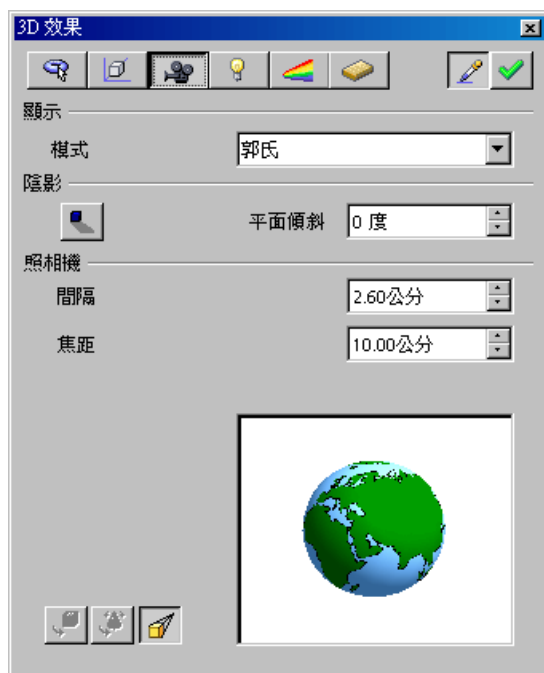 3D 效果
顯示
模式 郭氏
陰影
平面傾斜 0 度
照相機
間隔 2.60公分
焦距 10.00公分